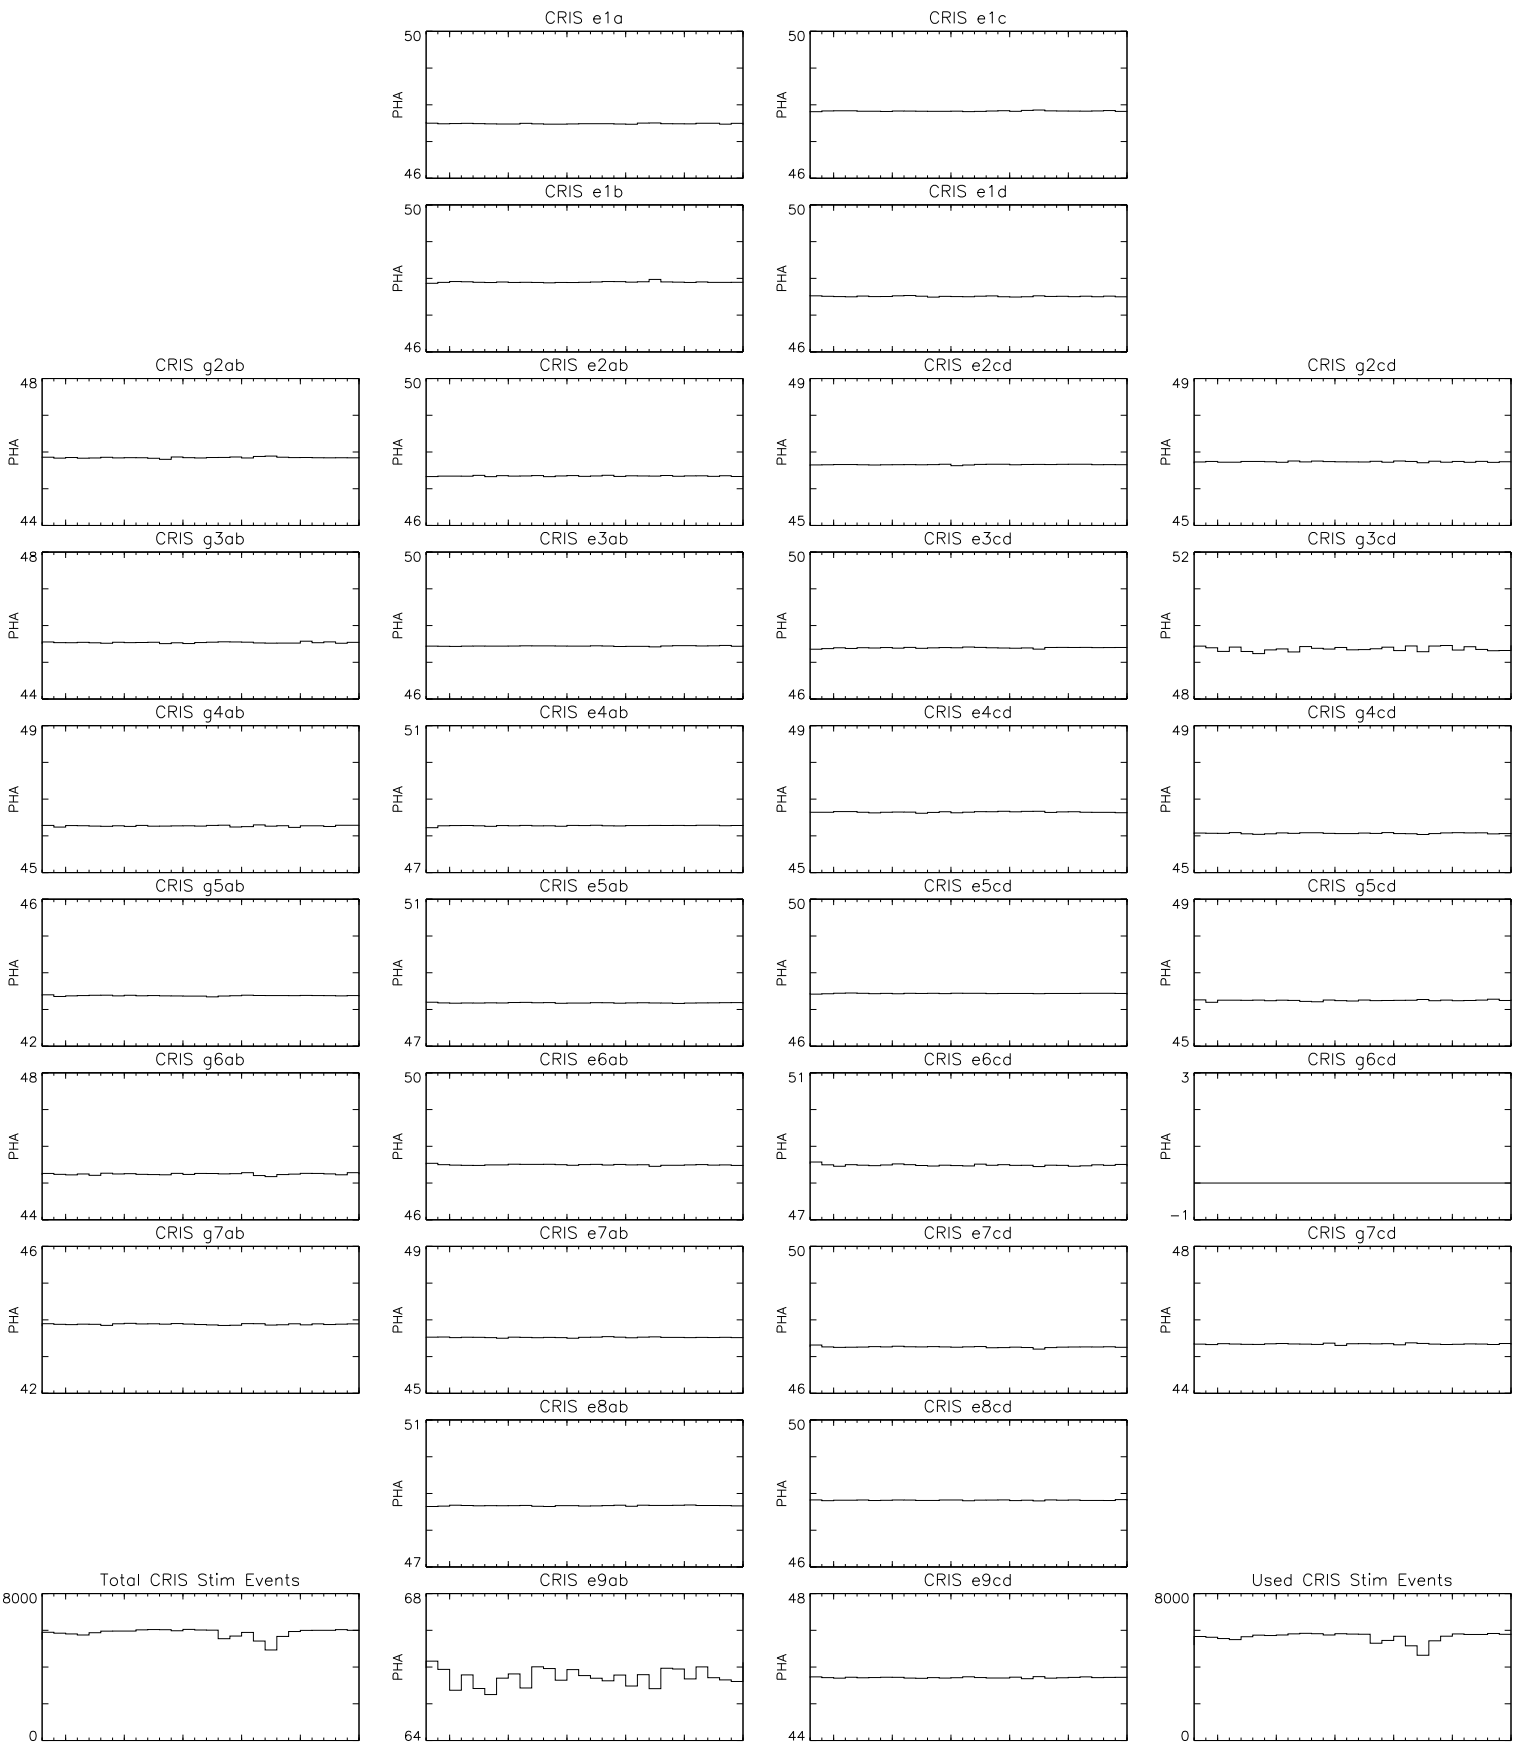 CRIS e1a CRIS e1c
50 50
PHA PHA
46 46
CRIS e1b CRIS e1d
50 50
PHA PHA
46 46
CRIS g2ab CRIS e2ab CRIS e2cd CRIS g2cd
48 50 49 49
PHA PHA PHA PHA
44 46 45 45
CRIS g3ab CRIS e3ab CRIS e3cd CRIS g3cd
48 50 50 52
PHA PHA PHA PHA
44 46 46 48
CRIS g4ab CRIS e4ab CRIS e4cd CRIS g4cd
49 51 49 49
PHA PHA PHA PHA
45 47 45 45
CRIS g5ab CRIS e5ab CRIS e5cd CRIS g5cd
46 51 50 49
PHA PHA PHA PHA
42 47 46 45
CRIS g6ab CRIS e6ab CRIS e6cd CRIS g6cd
48 50 51 3
PHA PHA PHA PHA
44 46 47 -1
CRIS g7ab CRIS e7ab CRIS e7cd CRIS g7cd
46 49 50 48
PHA PHA PHA PHA
42 45 46 44
CRIS e8ab CRIS e8cd
51 50
PHA PHA
47 46
Total CRIS Stim Events CRIS e9ab CRIS e9cd Used CRIS Stim Events
8000 68 48 8000
PHA PHA
0 64 44 0